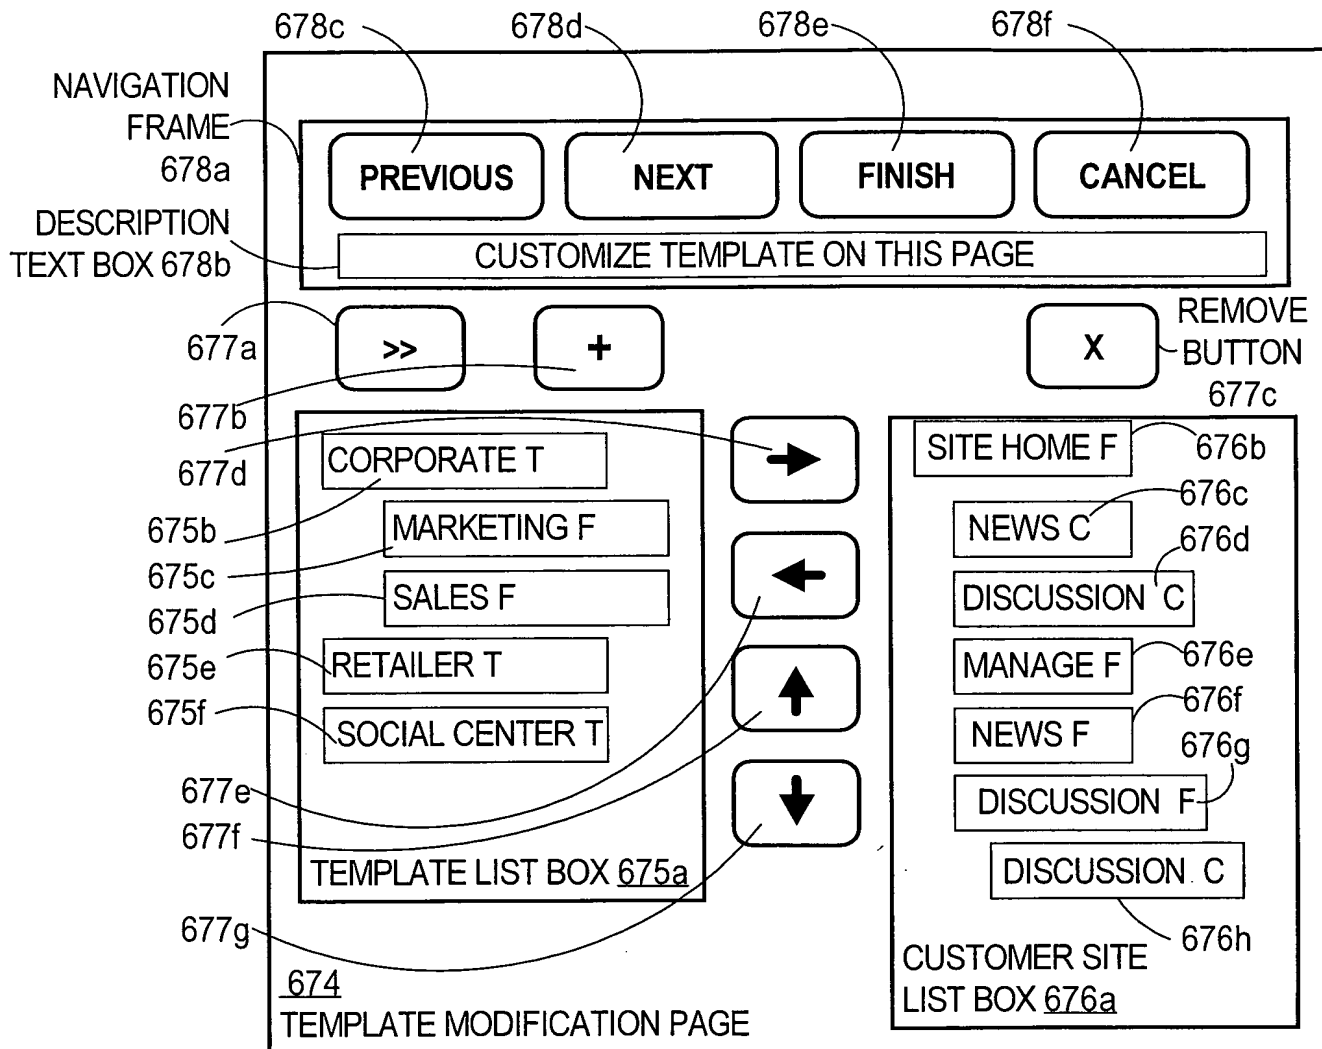 678c 678d 678e 678f
NAVIGATION
FRAME
678a
PREVIOUS NEXT FINISH CANCEL
DESCRIPTION
TEXT BOX 678b
CUSTOMIZE TEMPLATE ON THIS PAGE
677a
>> + X
REMOVE
BUTTON
677c
677b
677d
CORPORATE T
675b
MARKETING F
675c
SALES F
675d
RETAILER T
675e
SOCIAL CENTER T
675f
677e
677f
TEMPLATE LIST BOX 675a
677g
SITE HOME F 676b
NEWS C 676c
DISCUSSION C 676d
MANAGE F 676e
NEWS F 676f
DISCUSSION F 676g
DISCUSSION C
676h
CUSTOMER SITE
LIST BOX 676a
674
TEMPLATE MODIFICATION PAGE